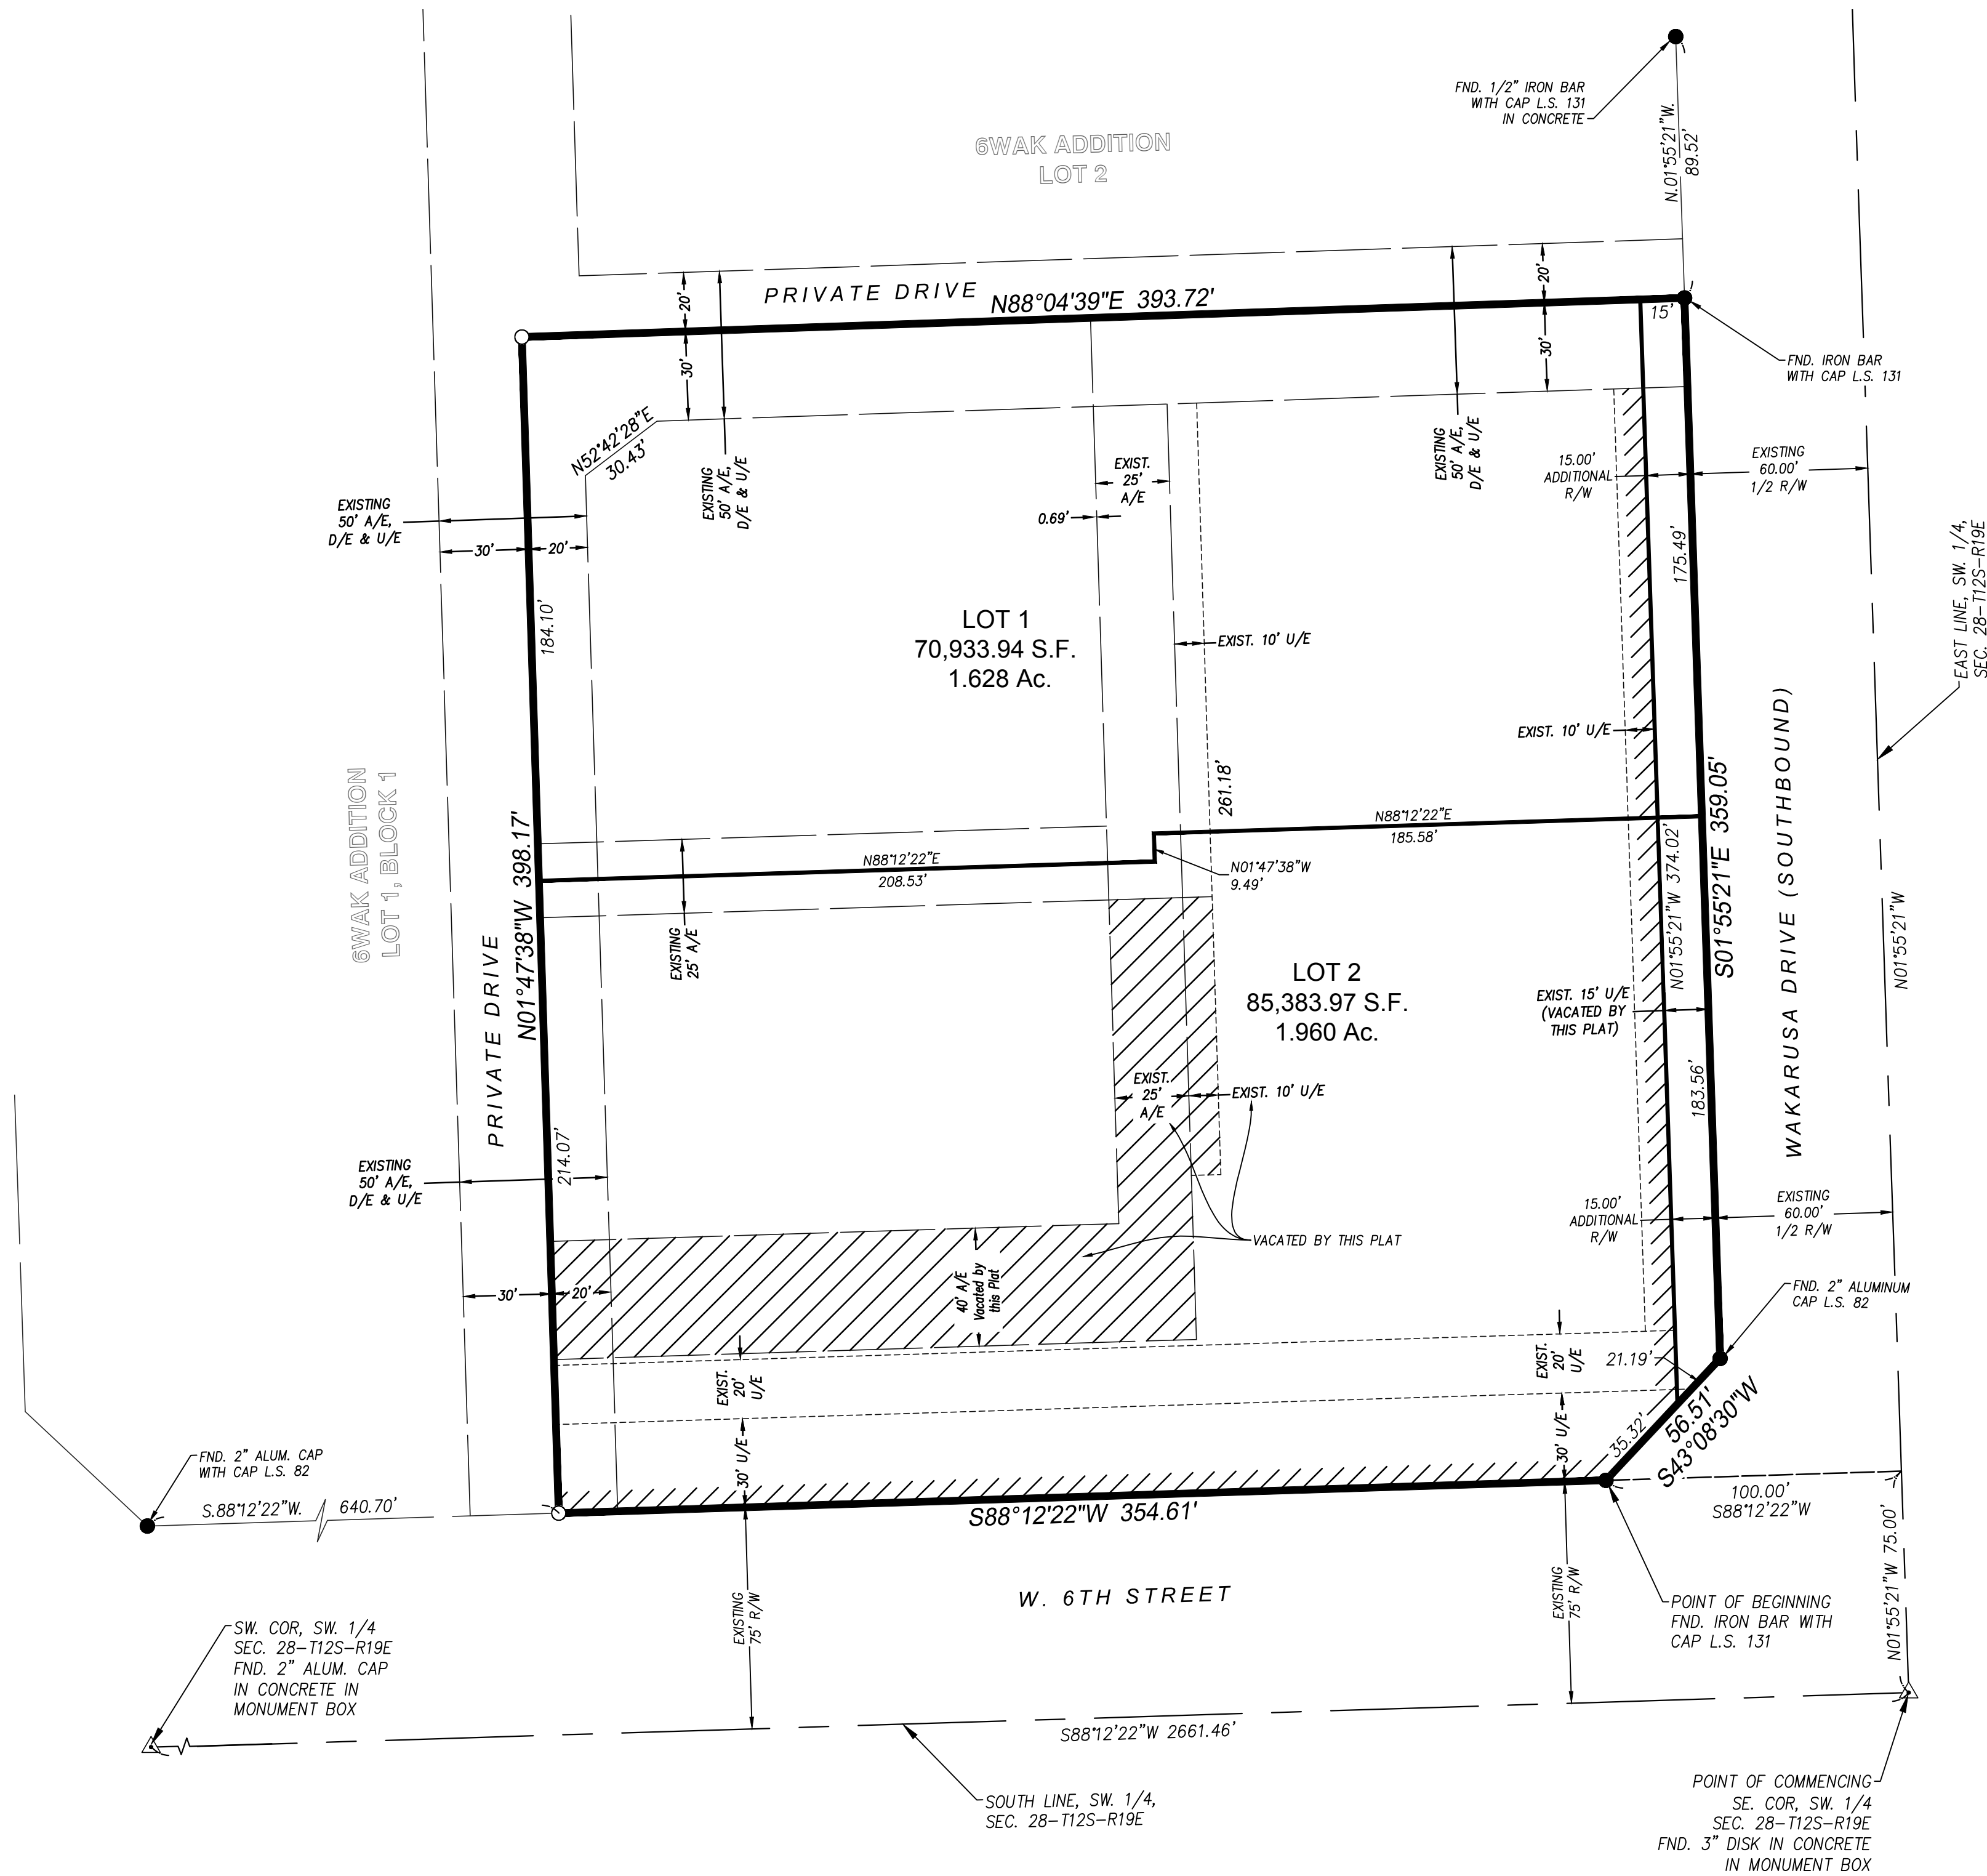 FND. 1/2" IRON BAR
WITH CAP L.S. 131
IN CONCRETE
N.01°55'21"W.
89.52'
6WAK ADDITION
LOT 2
PRIVATE DRIVE
N88°04'39"E 393.72'
20'
30'
20'
30'
15'
FND. IRON BAR
WITH CAP L.S. 131
N52°42'28"E
30.43'
EXISTING
50' A/E,
D/E & U/E
EXISTING
50' A/E,
D/E & U/E
EXIST.
25'
A/E
0.69'
15.00'
ADDITIONAL
R/W
EXISTING
60.00'
1/2 R/W
EXISTING
50' A/E,
D/E & U/E
30'
20'
175.49'
EAST LINE, SW. 1/4,
SEC. 28-T12S-R19E
184.10'
LOT 1
70,933.94 S.F.
1.628 Ac.
EXIST. 10' U/E
EXIST. 10' U/E
261.18'
6WAK ADDITION
LOT 1, BLOCK 1
N01°47'38"W 398.17'
PRIVATE DRIVE
N88°12'22"E
208.53'
N88°12'22"E
185.58'
N01°47'38"W
9.49'
EXISTING
25' A/E
N01°55'21"W 374.02'
S01°55'21"E 359.05'
WAKARUSA DRIVE (SOUTHBOUND)
N01°55'21"W
LOT 2
85,383.97 S.F.
1.960 Ac.
EXIST. 15' U/E
(VACATED BY
THIS PLAT)
183.56'
EXIST.
25'
A/E
EXIST. 10' U/E
214.07'
EXISTING
50' A/E,
D/E & U/E
VACATED BY THIS PLAT
15.00'
ADDITIONAL
R/W
EXISTING
60.00'
1/2 R/W
30'
20'
40' A/E
Vacated by
this Plat
FND. 2" ALUMINUM
CAP L.S. 82
EXIST.
20'
U/E
EXIST.
20'
U/E
21.19'
35.32'
56.51'
S43°08'30"W
30' U/E
30' U/E
FND. 2" ALUM. CAP
WITH CAP L.S. 82
S.88°12'22"W. 640.70'
S88°12'22"W 354.61'
100.00'
S88°12'22"W
N01°55'21"W 75.00'
W. 6TH STREET
EXISTING
75' R/W
EXISTING
75' R/W
POINT OF BEGINNING
FND. IRON BAR WITH
CAP L.S. 131
SW. COR, SW. 1/4
SEC. 28-T12S-R19E
FND. 2" ALUM. CAP
IN CONCRETE IN
MONUMENT BOX
S88°12'22"W 2661.46'
SOUTH LINE, SW. 1/4,
SEC. 28-T12S-R19E
POINT OF COMMENCING
SE. COR, SW. 1/4
SEC. 28-T12S-R19E
FND. 3" DISK IN CONCRETE
IN MONUMENT BOX